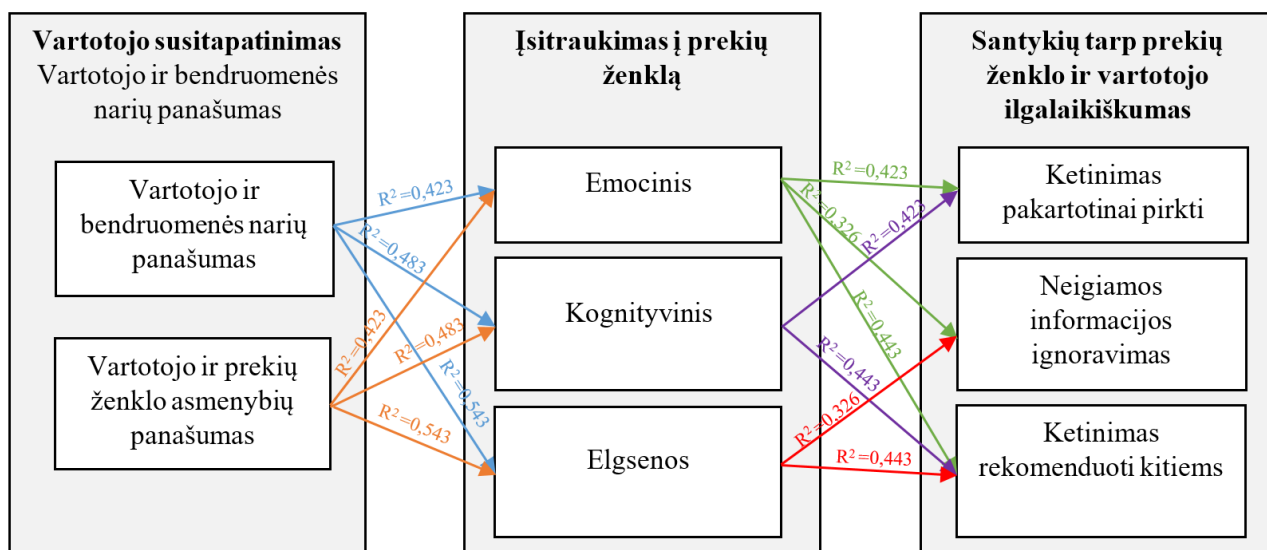 Vartotojo susitapatinimas
Vartotojo ir bendruomenės
narių panašumas
Vartotojo ir
bendruomenės narių
panašumas
Vartotojo ir prekių
ženklo asmenybių
panašumas
R²=0,423
R²=0,483
R²=0,543
R²=0,423
R²=0,483
R²=0,543
Įsitraukimas į prekių
ženklą
Emocinis
Kognityvinis
Elgsenos
R²=0,423
R²=0,326
R²=0,443
R²=0,423
R²=0,443
R²=0,326
R²=0,443
Santykių tarp prekių
ženklo ir vartotojo
ilgalaikiškumas
Ketinimas
pakartotinai pirkti
Neigiamos
informacijos
ignoravimas
Ketinimas
rekomenduoti kitiems